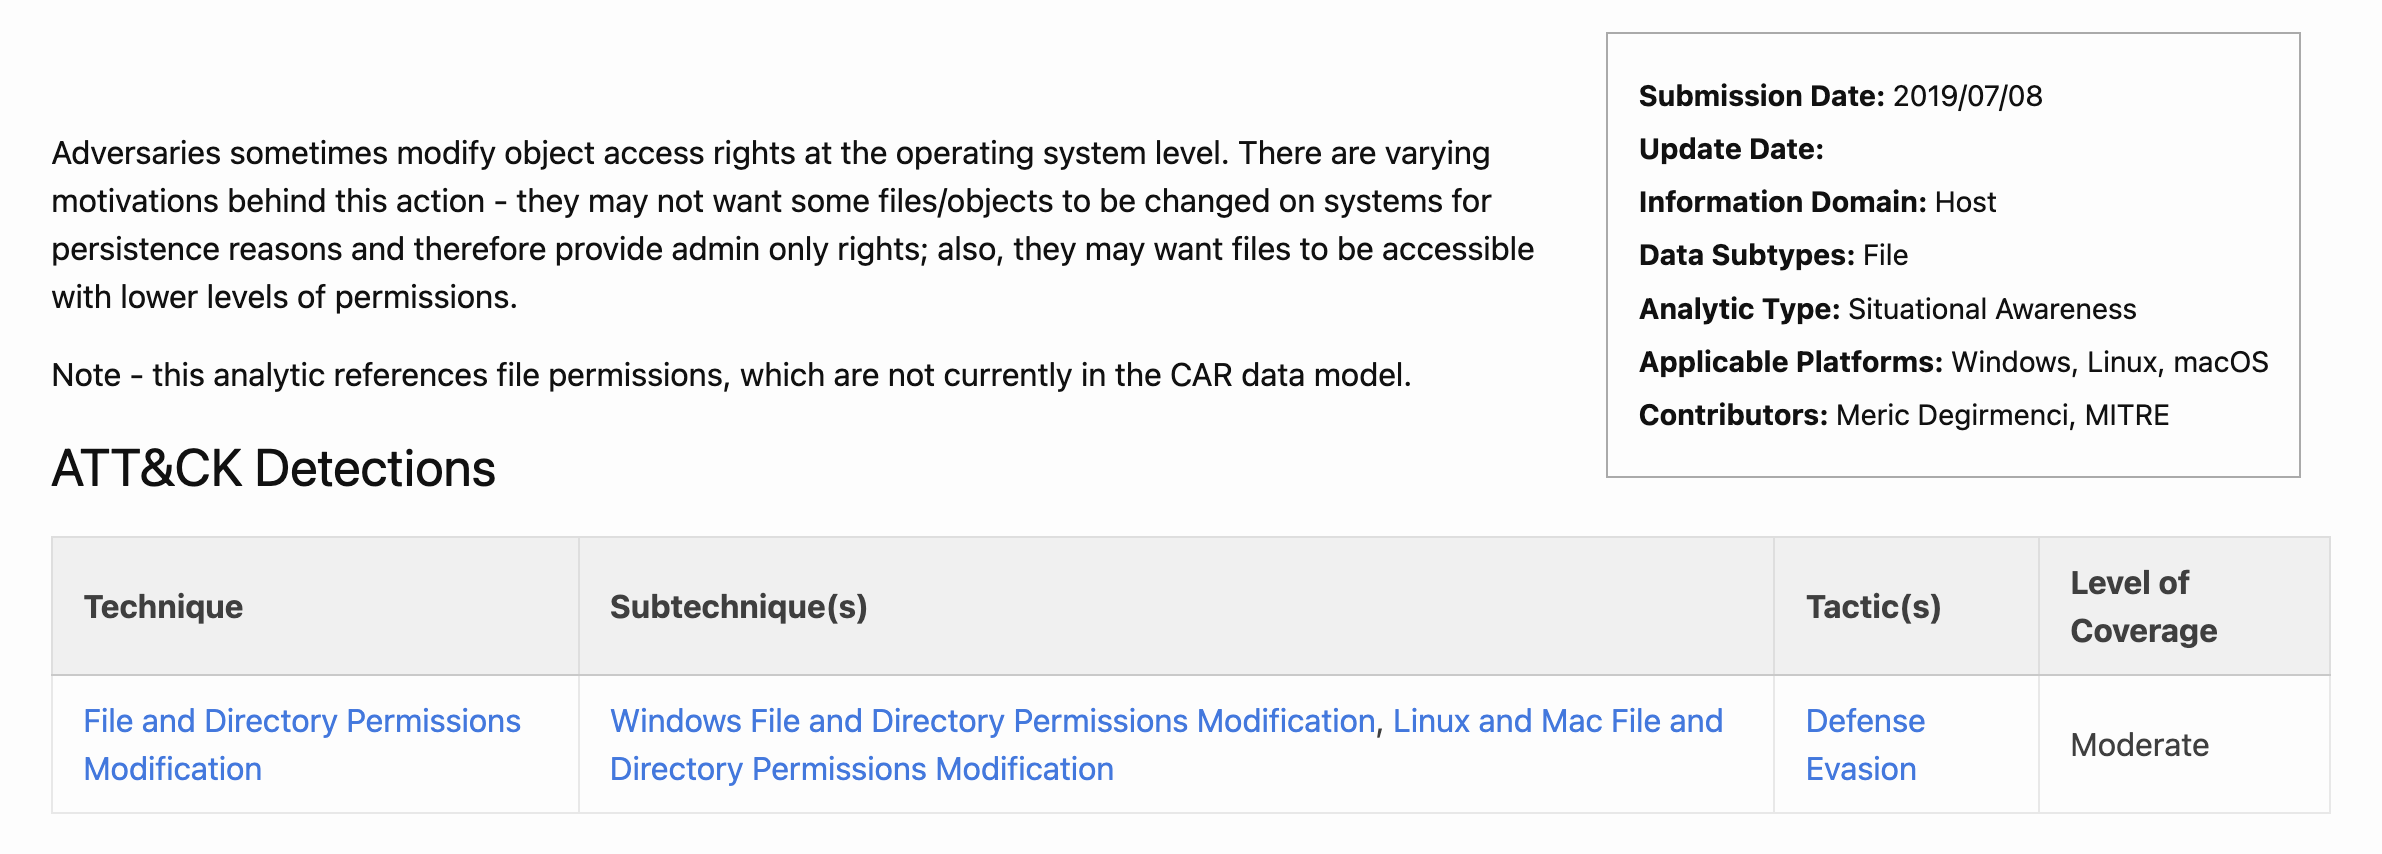 Adversaries sometimes modify object access rights at the operating system level. There are varying
motivations behind this action - they may not want some files/objects to be changed on systems for
persistence reasons and therefore provide admin only rights; also, they may want files to be accessible
with lower levels of permissions.
Note - this analytic references file permissions, which are not currently in the CAR data model.
Submission Date: 2019/07/08
Update Date:
Information Domain: Host
Data Subtypes: File
Analytic Type: Situational Awareness
Applicable Platforms: Windows, Linux, macOS
Contributors: Meric Degirmenci, MITRE
ATT&CK Detections
Technique
Subtechnique(s)
Tactic(s)
Level of
Coverage
File and Directory Permissions
Modification
Windows File and Directory Permissions Modification, Linux and Mac File and
Directory Permissions Modification
Defense
Evasion
Moderate